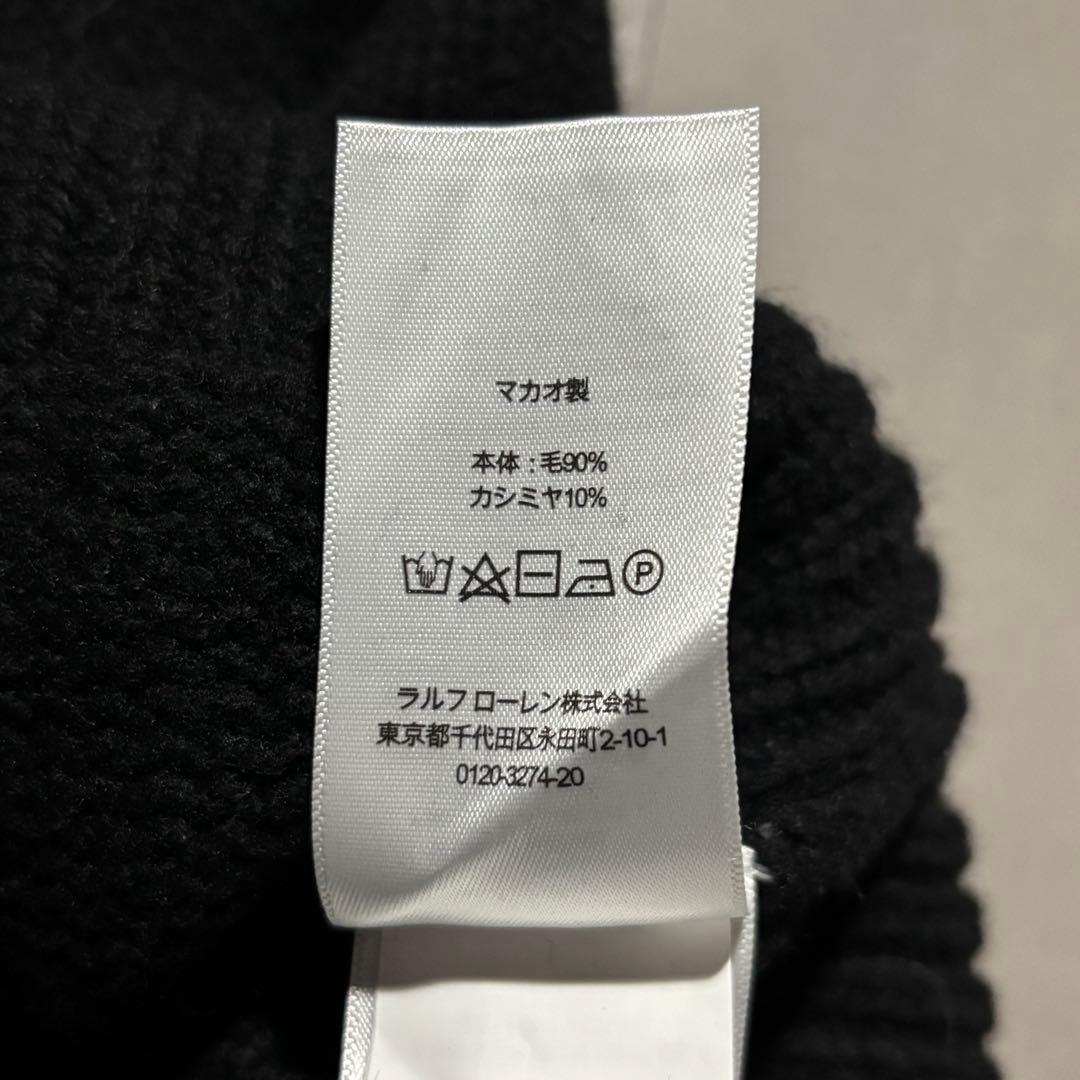 マカオ製
本体:毛90%
カシミヤ10%
P
ラルフ ローレン株式会社
東京都千代田区永田町2-10-1
0120-3274-20